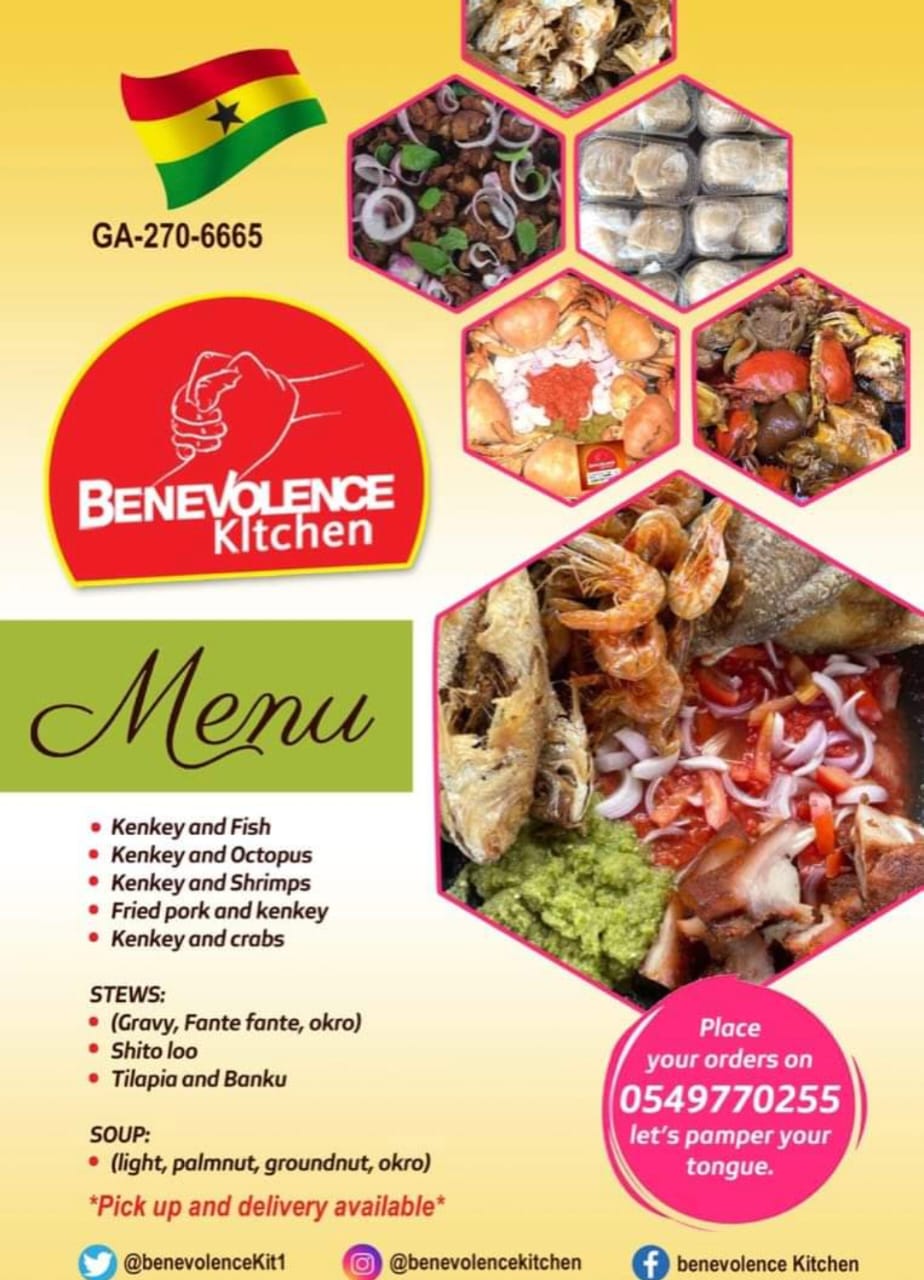 GA-270-6665
BENEVOLENCE
KItchen
Menu
• Kenkey and Fish
• Kenkey and Octopus
• Kenkey and Shrimps
• Fried pork and kenkey
• Kenkey and crabs
STEWS:
• (Gravy, Fante fante, okro)
• Shito loo
• Tilapia and Banku
SOUP:
• (light, palmnut, groundnut, okro)
*Pick up and delivery available*
Place
your orders on
0549770255
let's pamper your
tongue.
@benevolenceKit1
@benevolencekitchen
benevolence Kitchen